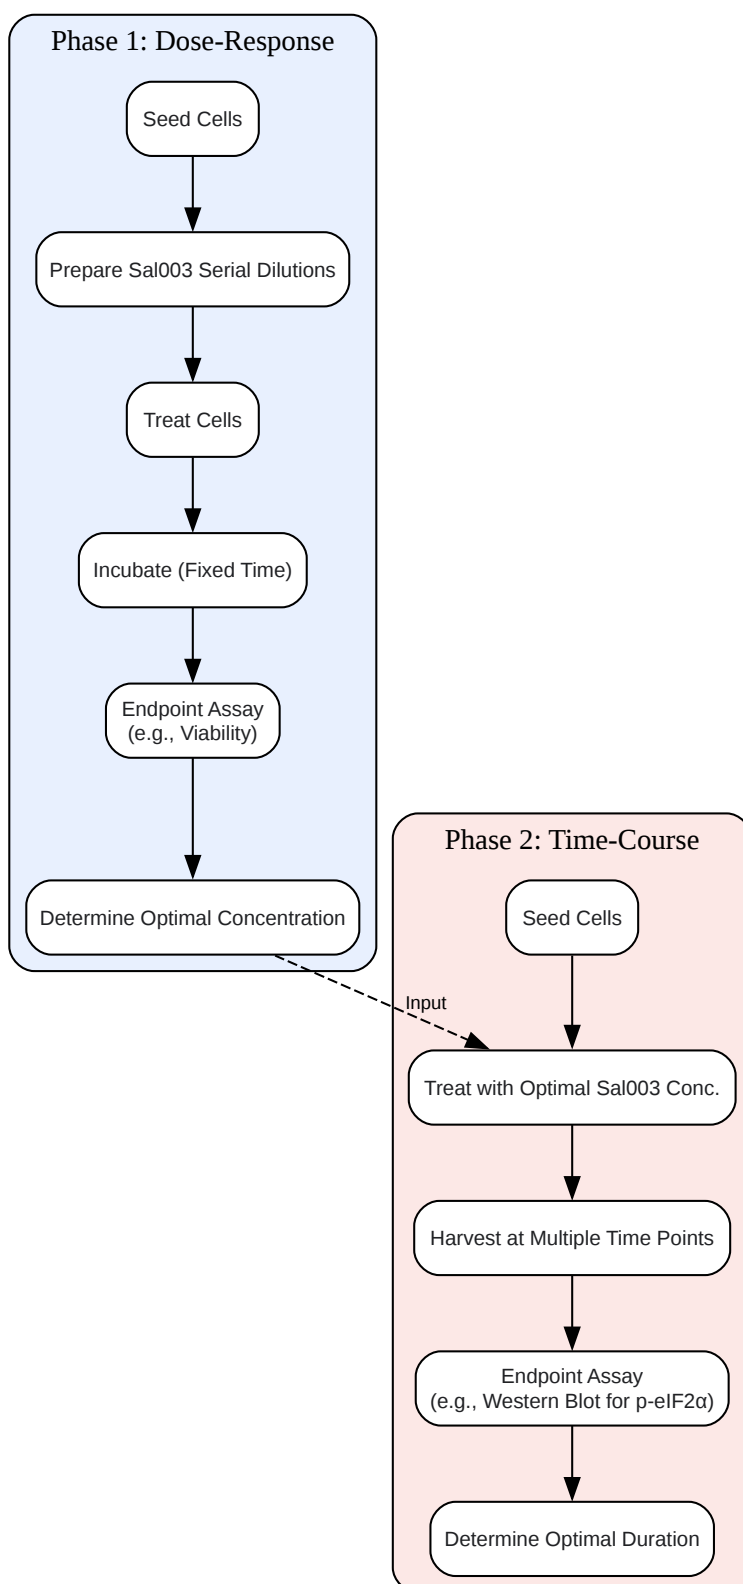 Phase 1: Dose-Response
Seed Cells
Prepare Sal003 Serial Dilutions
Treat Cells
Incubate (Fixed Time)
Endpoint Assay
(e.g., Viability)
Determine Optimal Concentration
Input
Phase 2: Time-Course
Seed Cells
Treat with Optimal Sal003 Conc.
Harvest at Multiple Time Points
Endpoint Assay
(e.g., Western Blot for p-eIF2α)
Determine Optimal Duration